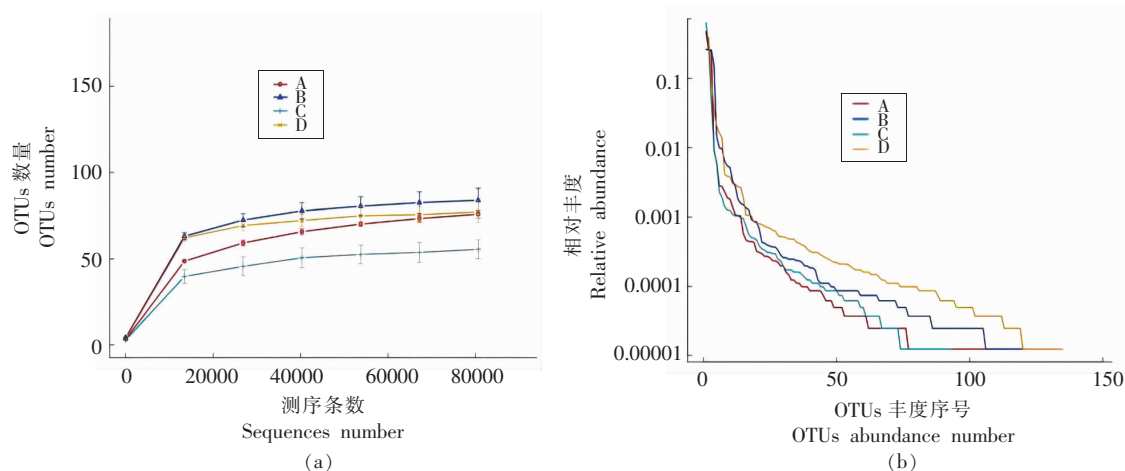 150
100
50
0
OTUs 数量
OTUs number
A
B
C
D
0
20000
40000
60000
80000
测序条数
Sequences number
(a)
0.1
0.01
0.001
0.0001
0.00001
相对丰度
Relative abundance
A
B
C
D
0
50
100
150
OTUs 丰度序号
OTUs abundance number
(b)